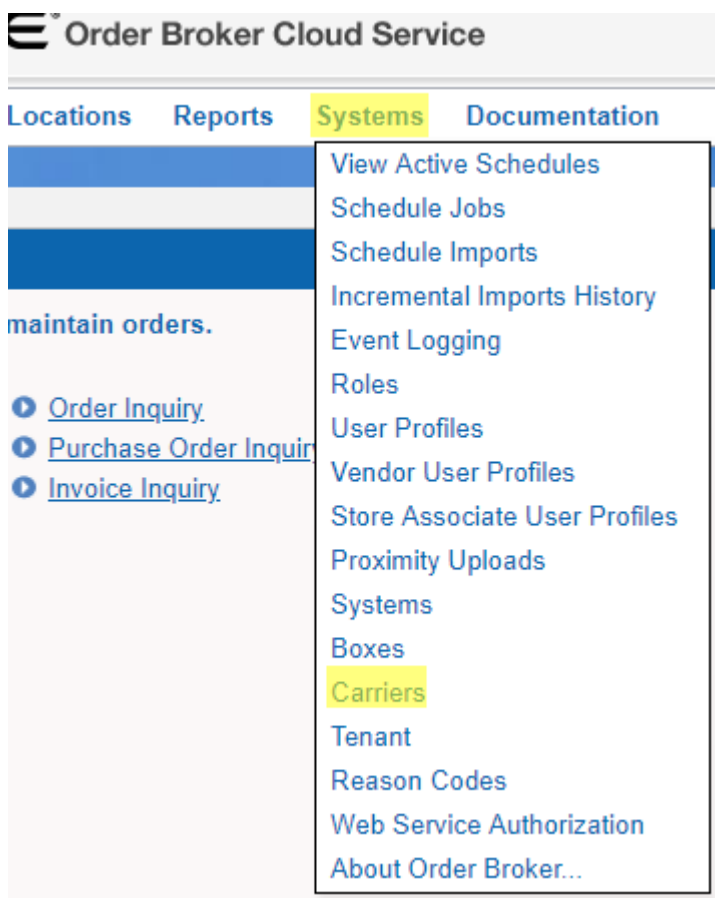 Order Broker Cloud Service
Locations Reports Systems Documentation
View Active Schedules
Schedule Jobs
Schedule Imports
Incremental Imports History
maintain orders.
Event Logging
Roles
Order Inquiry
User Profiles
Purchase Order Inquiry
Vendor User Profiles
Invoice Inquiry
Store Associate User Profiles
Proximity Uploads
Systems
Boxes
Carriers
Tenant
Reason Codes
Web Service Authorization
About Order Broker...